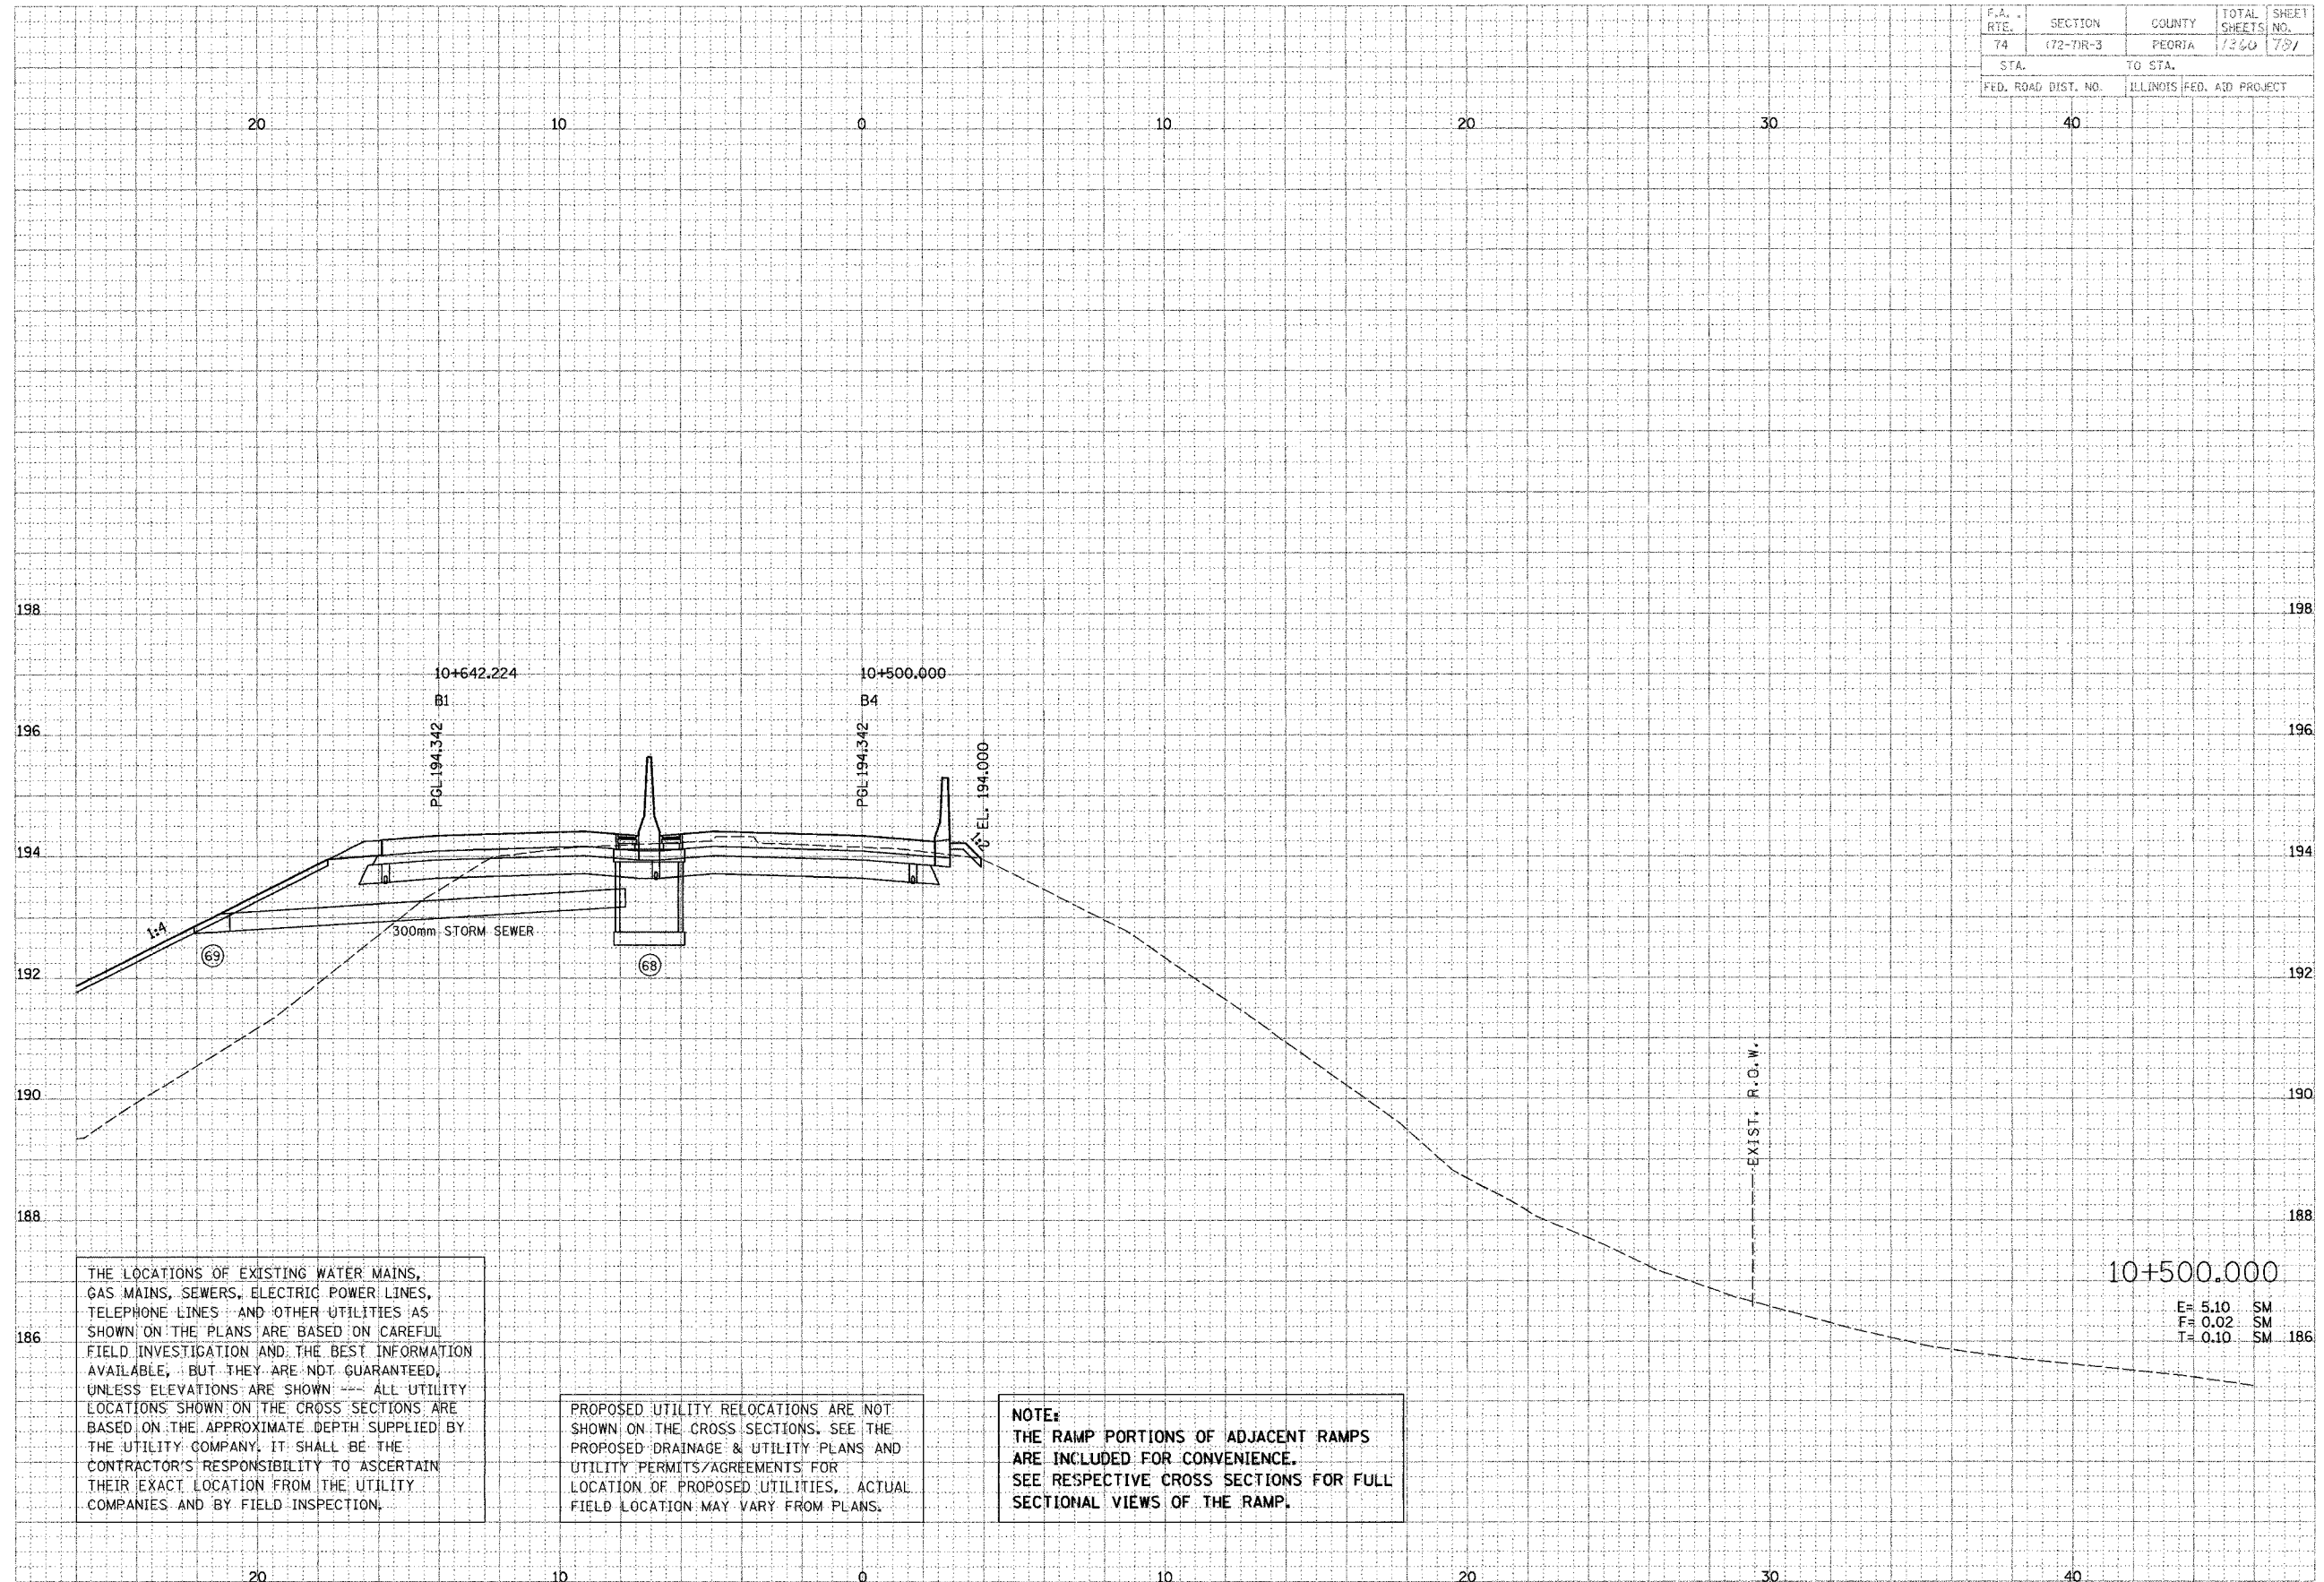 F.A. RTE. SECTION COUNTY TOTAL SHEETS SHEET NO.
74 (72-7)R-3 PEORIA 1360 791
STA. TO STA.
FED. ROAD DIST. NO. ILLINOIS FED. AID PROJECT
20 10 0 10 20 30 40
198 198
10+642.224 10+500.000
B1 B4
PGL 194.342 PGL 194.342 EL. 194.000
196 196
194 194
1:4
300mm STORM SEWER
69 68
192 192
EXIST. R.O.W.
190 190
188 188
10+500.000
E= 5.10 SM
F= 0.02 SM
T= 0.10 SM
186 186
THE LOCATIONS OF EXISTING WATER MAINS,
GAS MAINS, SEWERS, ELECTRIC POWER LINES,
TELEPHONE LINES AND OTHER UTILITIES AS
SHOWN ON THE PLANS ARE BASED ON CAREFUL
FIELD INVESTIGATION AND THE BEST INFORMATION
AVAILABLE, BUT THEY ARE NOT GUARANTEED,
UNLESS ELEVATIONS ARE SHOWN --- ALL UTILITY
LOCATIONS SHOWN ON THE CROSS SECTIONS ARE
BASED ON THE APPROXIMATE DEPTH SUPPLIED BY
THE UTILITY COMPANY. IT SHALL BE THE
CONTRACTOR'S RESPONSIBILITY TO ASCERTAIN
THEIR EXACT LOCATION FROM THE UTILITY
COMPANIES AND BY FIELD INSPECTION.
PROPOSED UTILITY RELOCATIONS ARE NOT
SHOWN ON THE CROSS SECTIONS. SEE THE
PROPOSED DRAINAGE & UTILITY PLANS AND
UTILITY PERMITS/AGREEMENTS FOR
LOCATION OF PROPOSED UTILITIES, ACTUAL
FIELD LOCATION MAY VARY FROM PLANS.
NOTE:
THE RAMP PORTIONS OF ADJACENT RAMPS
ARE INCLUDED FOR CONVENIENCE.
SEE RESPECTIVE CROSS SECTIONS FOR FULL
SECTIONAL VIEWS OF THE RAMP.
20 10 0 10 20 30 40